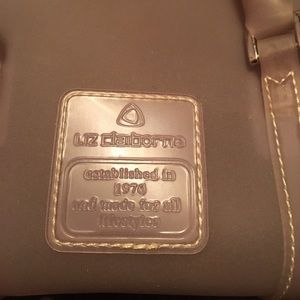 LIZ claiborne
established in
1976
and made for all
lifestyles